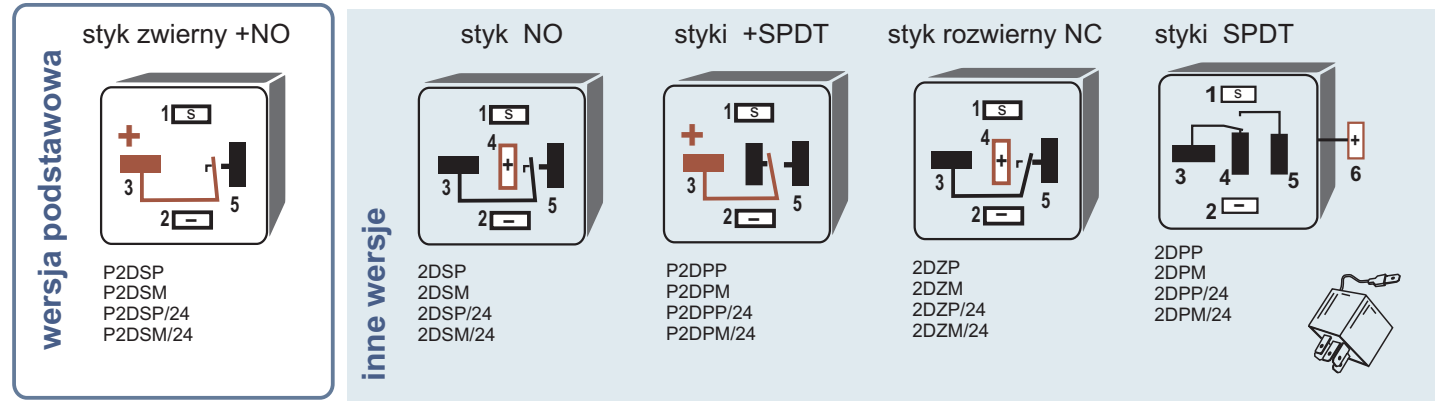 wersja podstawowa
styk zwierny +NO
1 S
+
3
5
2 −
P2DSP
P2DSM
P2DSP/24
P2DSM/24
inne wersje
styk NO
1 S
4
+
3
5
2 −
2DSP
2DSM
2DSP/24
2DSM/24
styki +SPDT
1 S
+
4
3
5
2 −
P2DPP
P2DPM
P2DPP/24
P2DPM/24
styk rozwierny NC
1 S
4
+
3
5
2 −
2DZP
2DZM
2DZP/24
2DZM/24
styki SPDT
1 S
+
3 4 5 6
2 −
2DPP
2DPM
2DPP/24
2DPM/24